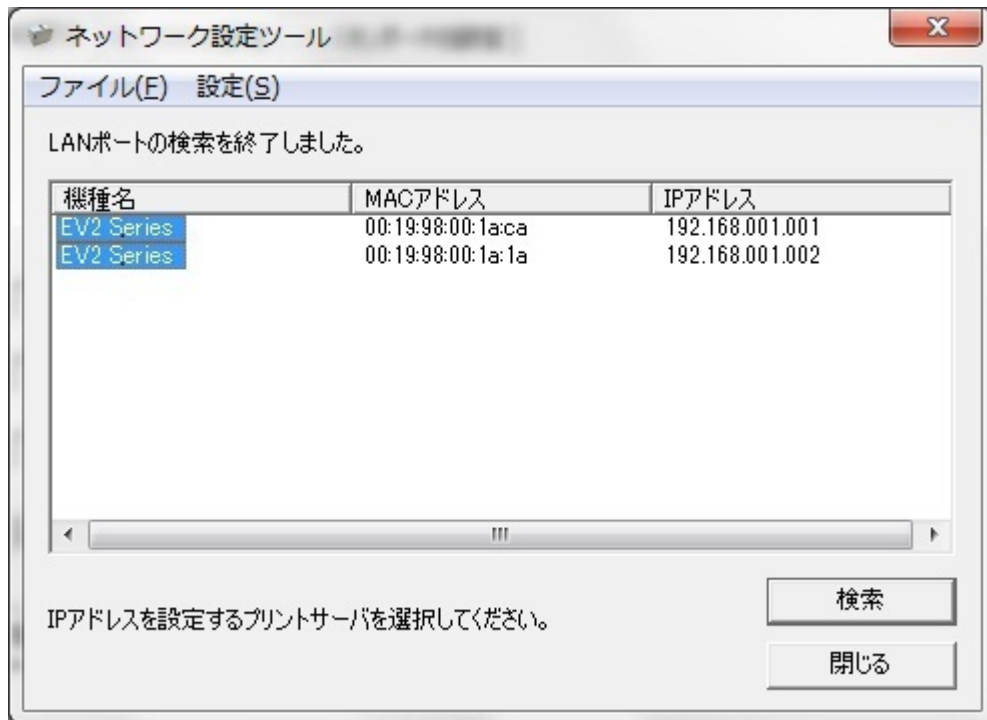 ネットワーク設定ツール
ファイル(F) 設定(S)
LANポートの検索を終了しました。
機種名 MACアドレス IPアドレス
EV2 Series 00:19:98:00:1a:ca 192.168.001.001
EV2 Series 00:19:98:00:1a:1a 192.168.001.002
検索
IPアドレスを設定するプリントサーバを選択してください。
閉じる